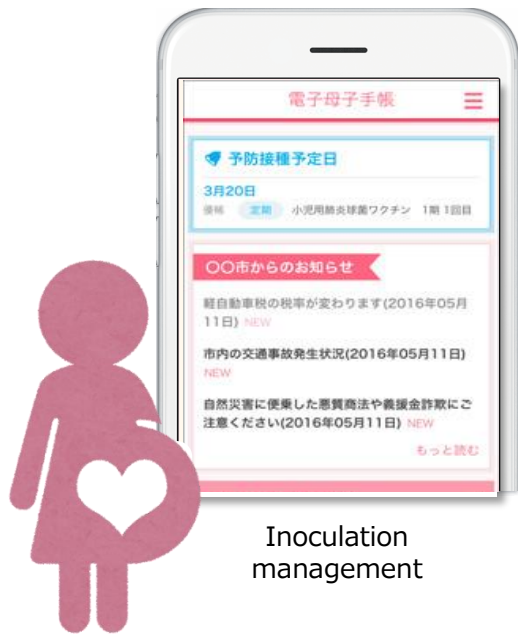 電子母子手帳
予防接種予定日
3月20日
優希 定期 小児用肺炎球菌ワクチン 1期 1回目
〇〇市からのお知らせ
軽自動車税の税率が変わります(2016年05月
11日) NEW
市内の交通事故発生状況(2016年05月11日)
NEW
自然災害に便乗した悪質商法や義援金詐欺にご
注意ください(2016年05月11日) NEW
もっと読む
Inoculation
management